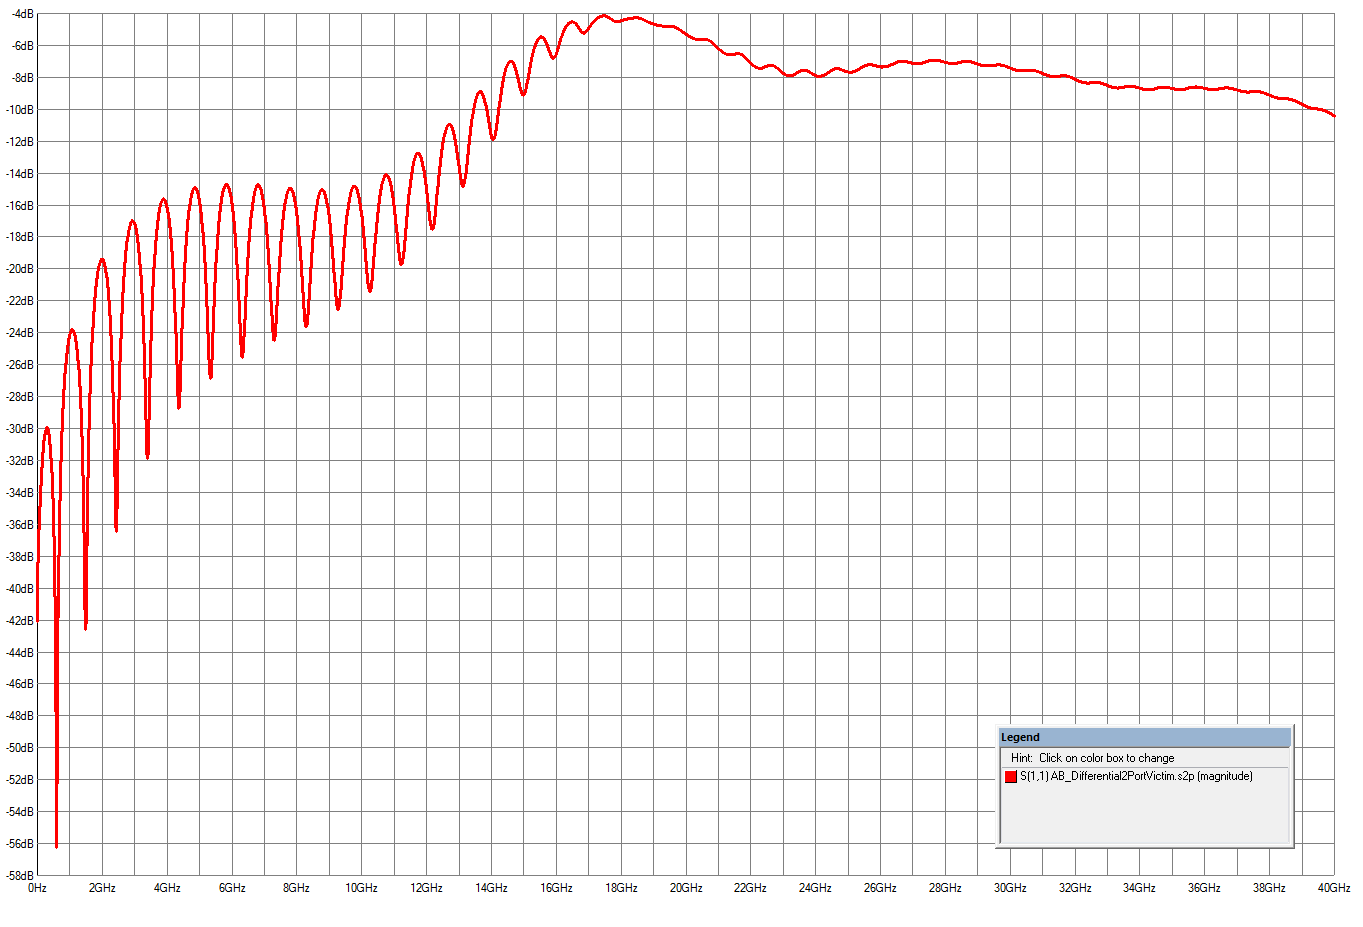 -4dB
-6dB
-8dB
-10dB
-12dB
-14dB
-16dB
-18dB
-20dB
-22dB
-24dB
-26dB
-28dB
-30dB
-32dB
-34dB
-36dB
-38dB
-40dB
-42dB
-44dB
-46dB
-48dB
-50dB
-52dB
-54dB
-56dB
-58dB
0Hz 2GHz 4GHz 6GHz 8GHz 10GHz 12GHz 14GHz 16GHz 18GHz 20GHz 22GHz 24GHz 26GHz 28GHz 30GHz 32GHz 34GHz 36GHz 38GHz 40GHz
Legend
Hint: Click on color box to change
S(1,1) AB_Differential2PortVictim.s2p (magnitude)